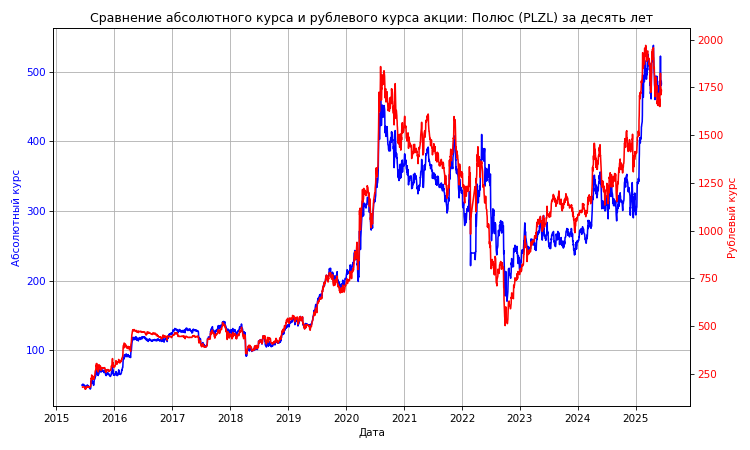 Сравнение абсолютного курса и рублевого курса акции: Полюс (PLZL) за десять лет
Абсолютный курс
500
400
300
200
100
2000
1750
1500
1250
1000
750
500
250
Рублевый курс
2015 2016 2017 2018 2019 2020 2021 2022 2023 2024 2025
Дата